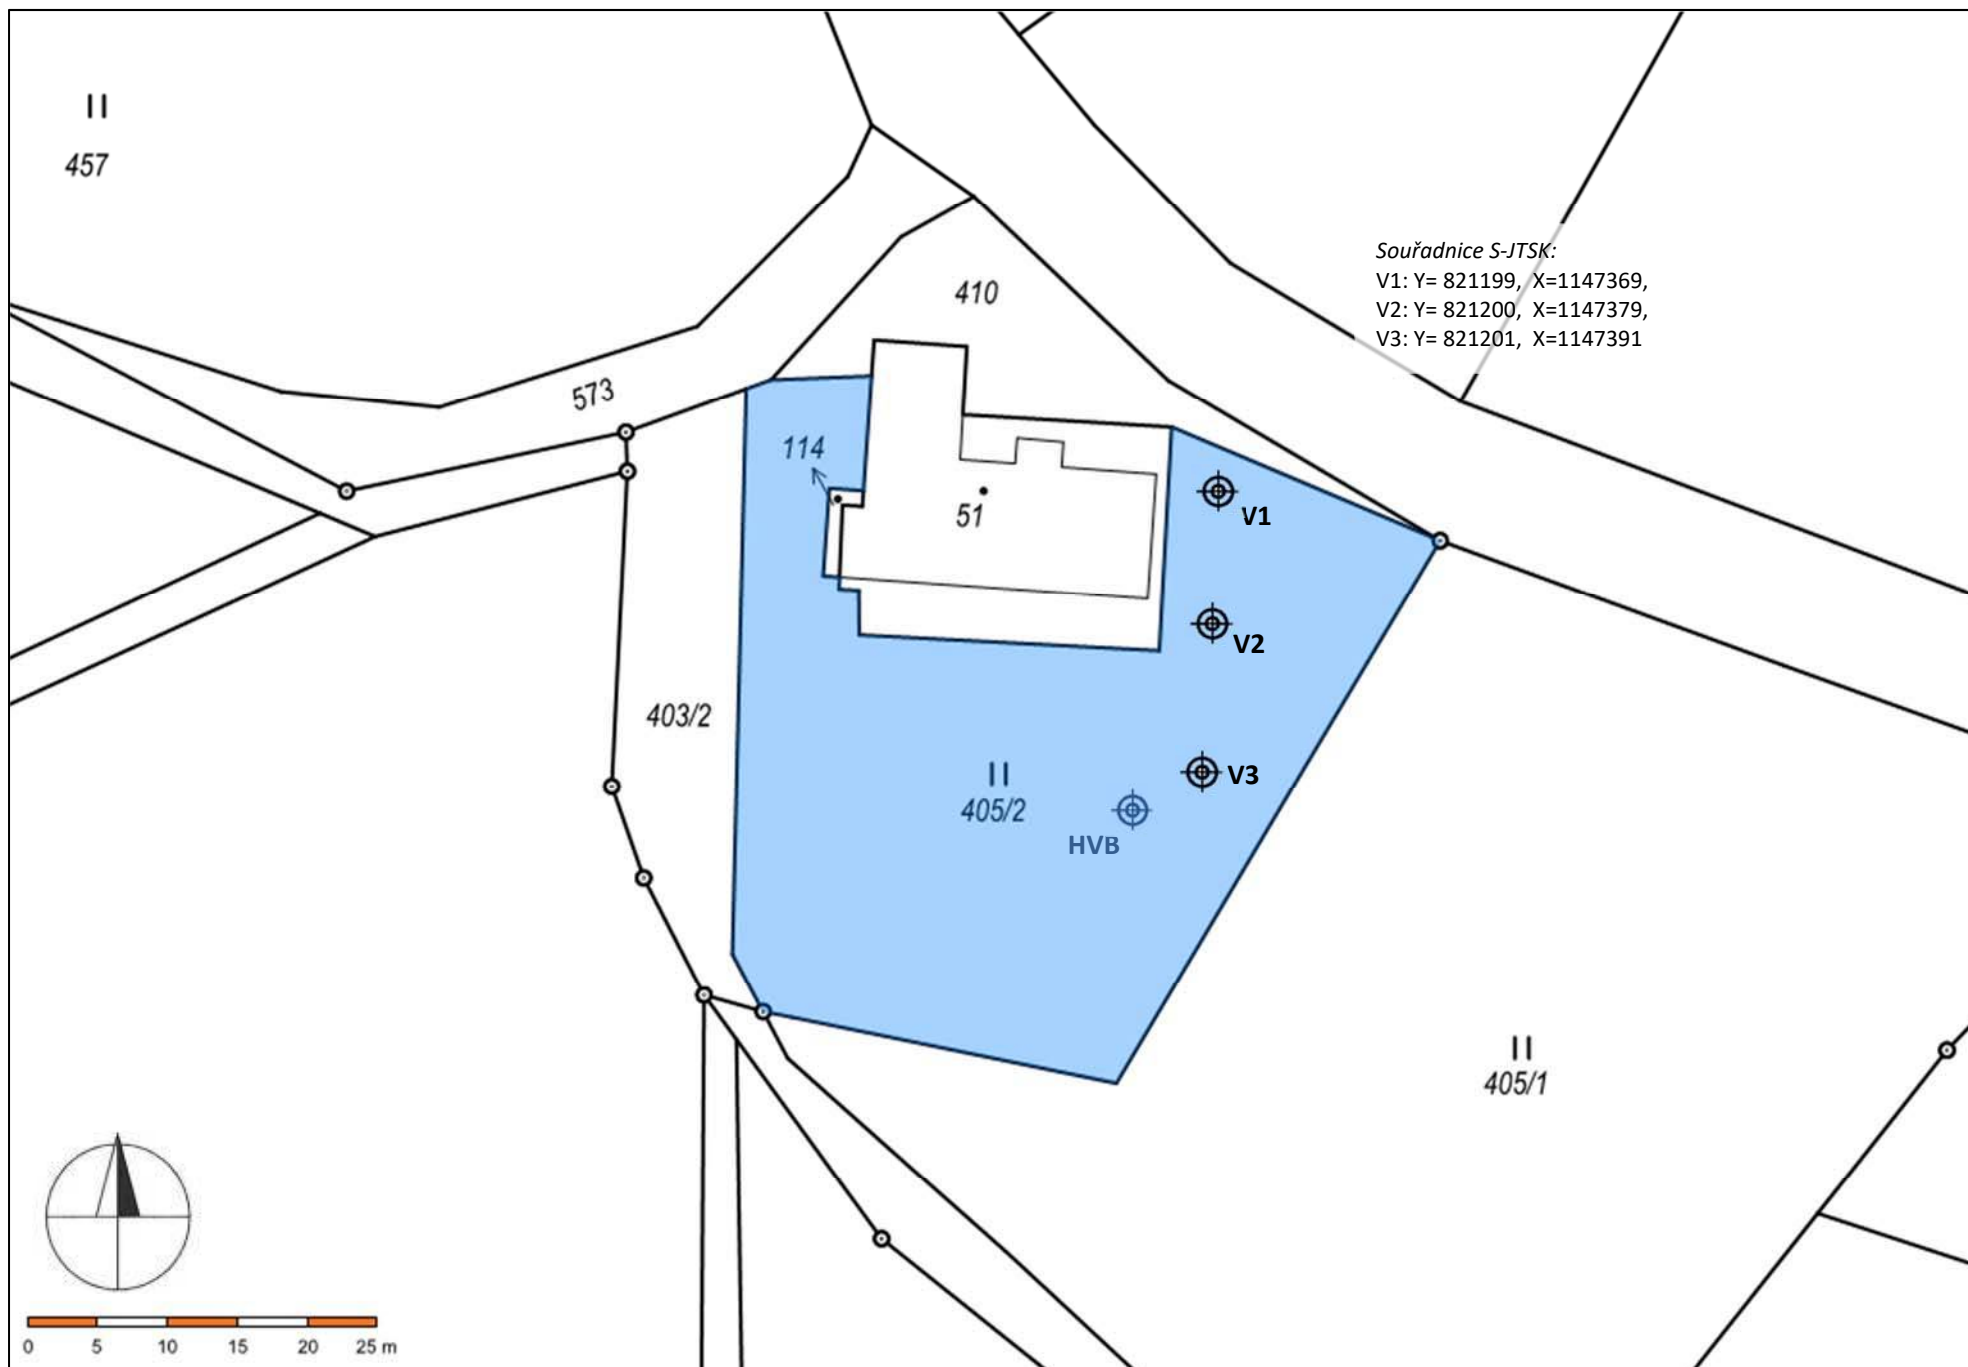 II
457
Souřadnice S-JTSK:
V1: Y= 821199, X=1147369,
V2: Y= 821200, X=1147379,
V3: Y= 821201, X=1147391
410
573
114
51
V1
V2
403/2
II
405/2
V3
HVB
II
405/1
0 5 10 15 20 25 m